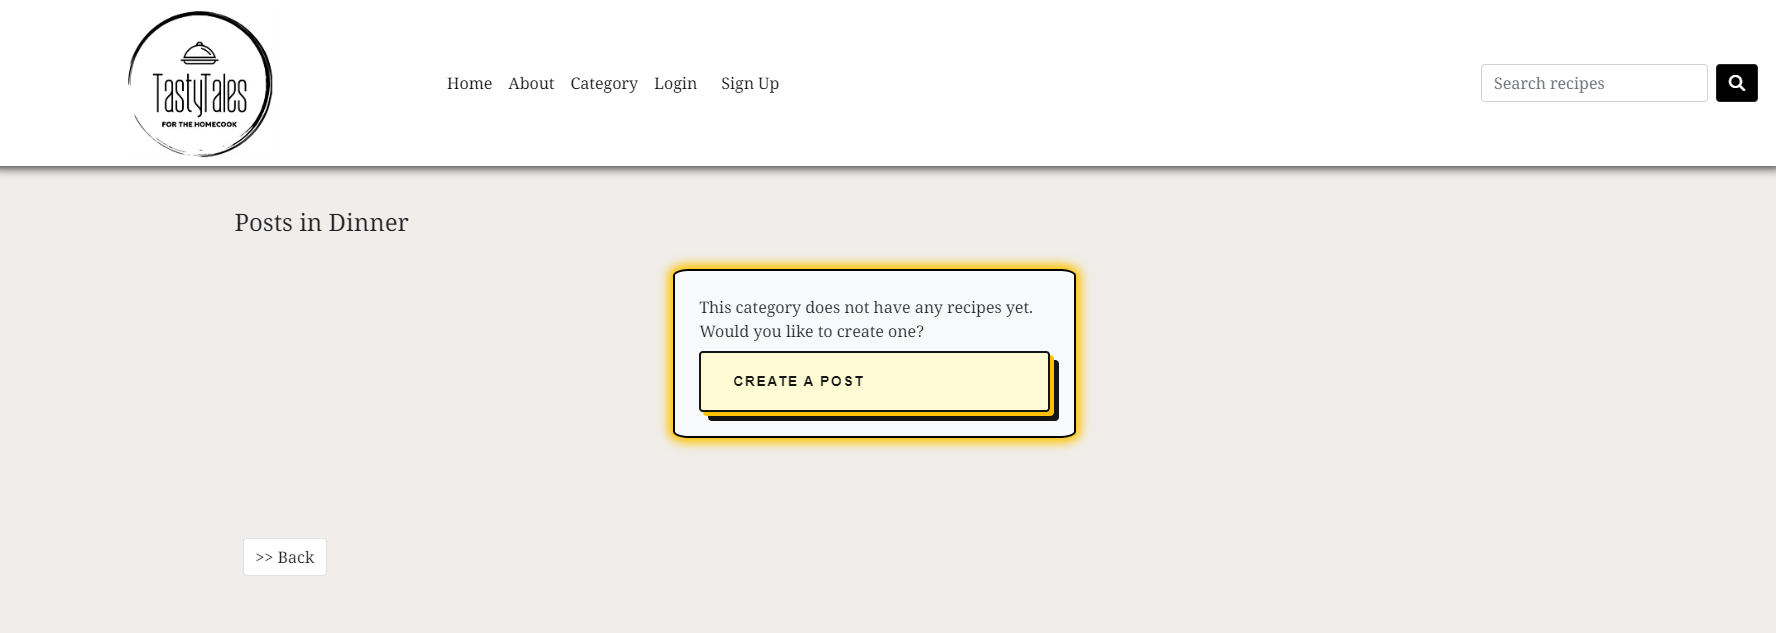 TastyTales
FOR THE HOMECOOK
Home About Category Login Sign Up
Search recipes
Posts in Dinner
This category does not have any recipes yet.
Would you like to create one?
CREATE A POST
>> Back